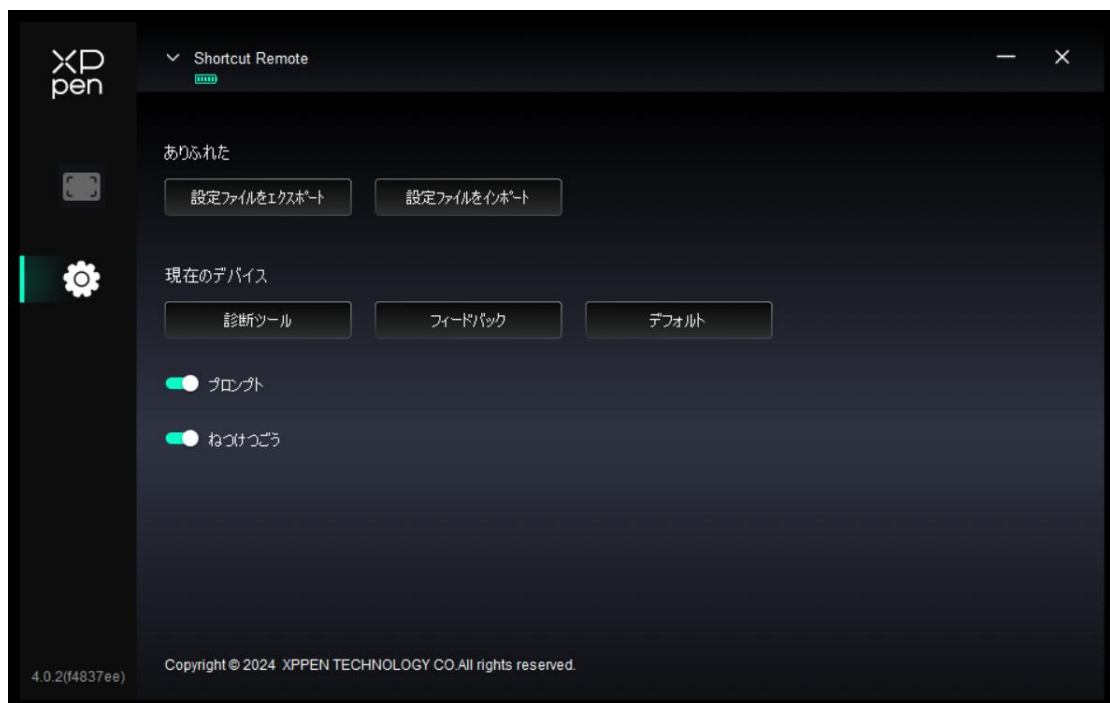 XP
pen
Shortcut Remote
ありふれた
設定ファイルをエクスポート 設定ファイルをインポート
現在のデバイス
診断ツール フィードバック デフォルト
プロンプト
ねつけつごう
Copyright © 2024 XPPEN TECHNOLOGY CO.All rights reserved.
4.0.2(f4837ee)